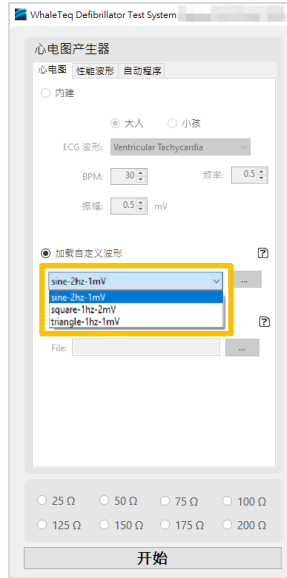 WhaleTeq Defibrillator Test System
心电图产生器
心电图 性能波形 自动程序
内建
大人 小孩
ECG 波形: Ventricular Tachycardia
BPM: 30 频率: 0.5
振幅: 0.5 mV
加载自定义波形 ?
sine-2hz-1mV ...
sine-2hz-1mV
square-1hz-2mV
triangle-1hz-1mV
?
File: ...
25 Ω 50 Ω 75 Ω 100 Ω
125 Ω 150 Ω 175 Ω 200 Ω
开始